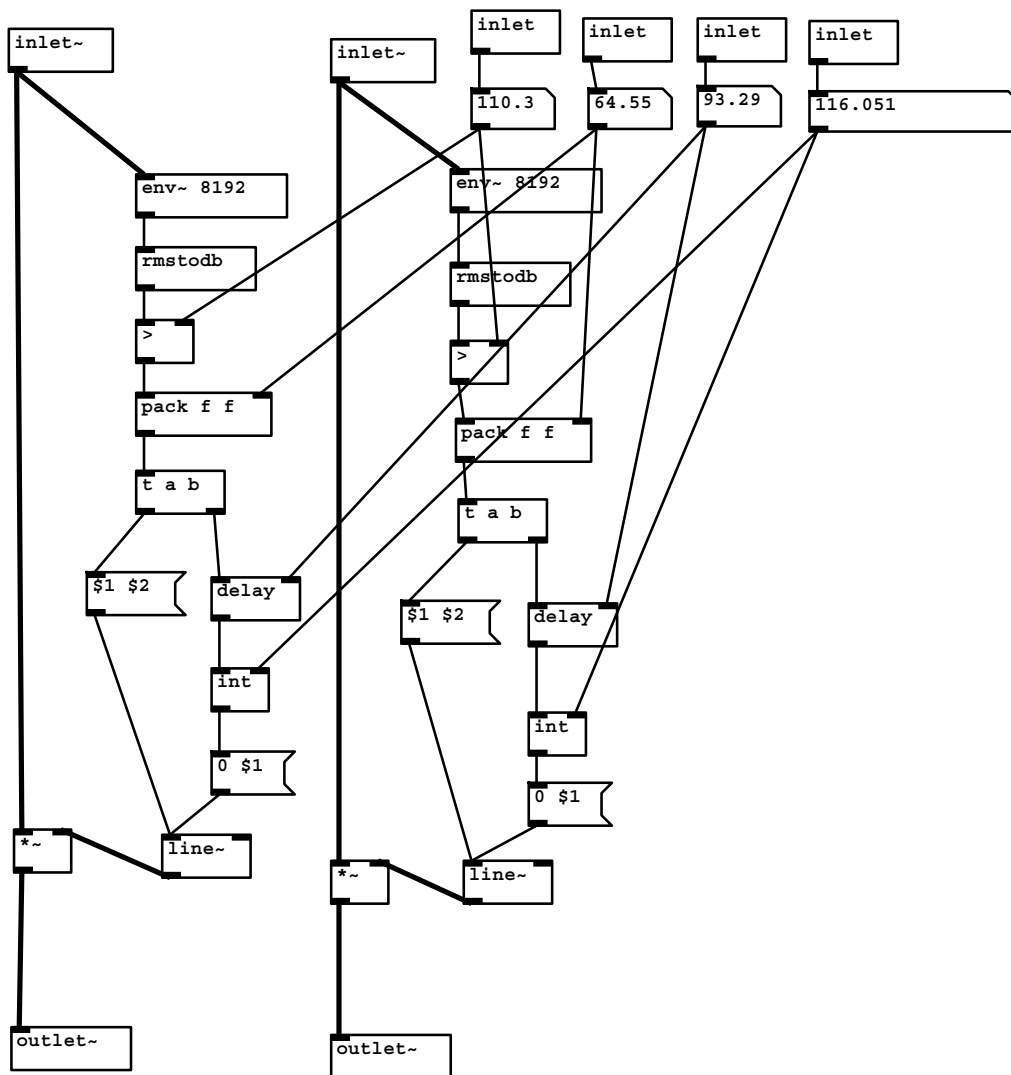 inlet~
inlet~
inlet
inlet
inlet
inlet
110.3
64.55
93.29
116.051
env~ 8192
env~ 8192
rmstodb
rmstodb
>
>
pack f f
pack f f
t a b
t a b
$1 $2
delay
$1 $2
delay
int
int
0 $1
0 $1
*~
line~
*~
line~
outlet~
outlet~